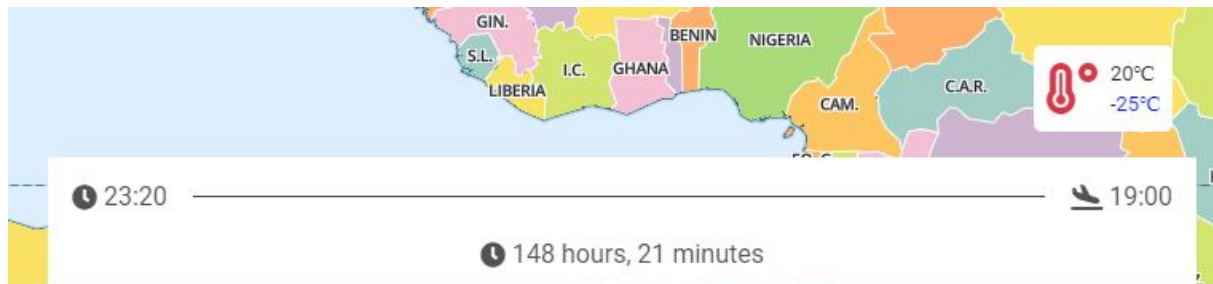 GIN.
BENIN
NIGERIA
S.L.
I.C.
GHANA
LIBERIA
CAM.
C.A.R.
20°C
-25°C
23:20
19:00
148 hours, 21 minutes